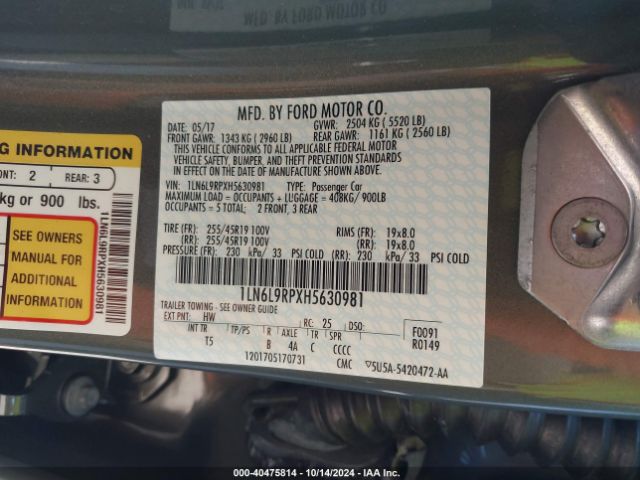 MFD. BY FORD MOTOR CO.
DATE: 05/17 GVWR: 2504 KG ( 5520 LB)
FRONT GAWR: 1343 KG ( 2960 LB) REAR GAWR: 1161 KG ( 2560 LB)
THIS VEHICLE CONFORMS TO ALL APPLICABLE FEDERAL MOTOR
VEHICLE SAFETY, BUMPER, AND THEFT PREVENTION STANDARDS
IN EFFECT ON THE DATE OF MANUFACTURE SHOWN ABOVE.
VEHICLE: VIN: 1LN6L9RPXH5630981 TYPE: Passenger Car
MAXIMUM LOAD = OCCUPANTS + LUGGAGE = 408KG/ 900LB
OCCUPANTS = 5 TOTAL: 2 FRONT, 3 REAR
TIRE (FR): 255/45R19 100V RIMS (FR): 19x8.0
(RR): 255/45R19 100V (RR): 19x8.0
PRESSURE (FR): 230 kPa/ 33 PSI COLD (RR): 230 kPa/ 33 PSI COLD
1LN6L9RPXH5630981
TRAILER TOWING - SEE OWNER GUIDE
EXT PNT: HW RC: 25 DSO: F0091
INT TR TP/PS R AXLE TR SPR R0149
T5 B 4A C CCCC
1201705170731 CMC 5U5A-5420472-AA
G INFORMATION
NT: 2 REAR: 3
kg or 900 lbs.
SEE OWNERS
MANUAL FOR
ADDITIONAL
INFORMATION
1LN6L9RPXH5630981
000-40475814 - 10/14/2024 - IAA Inc.